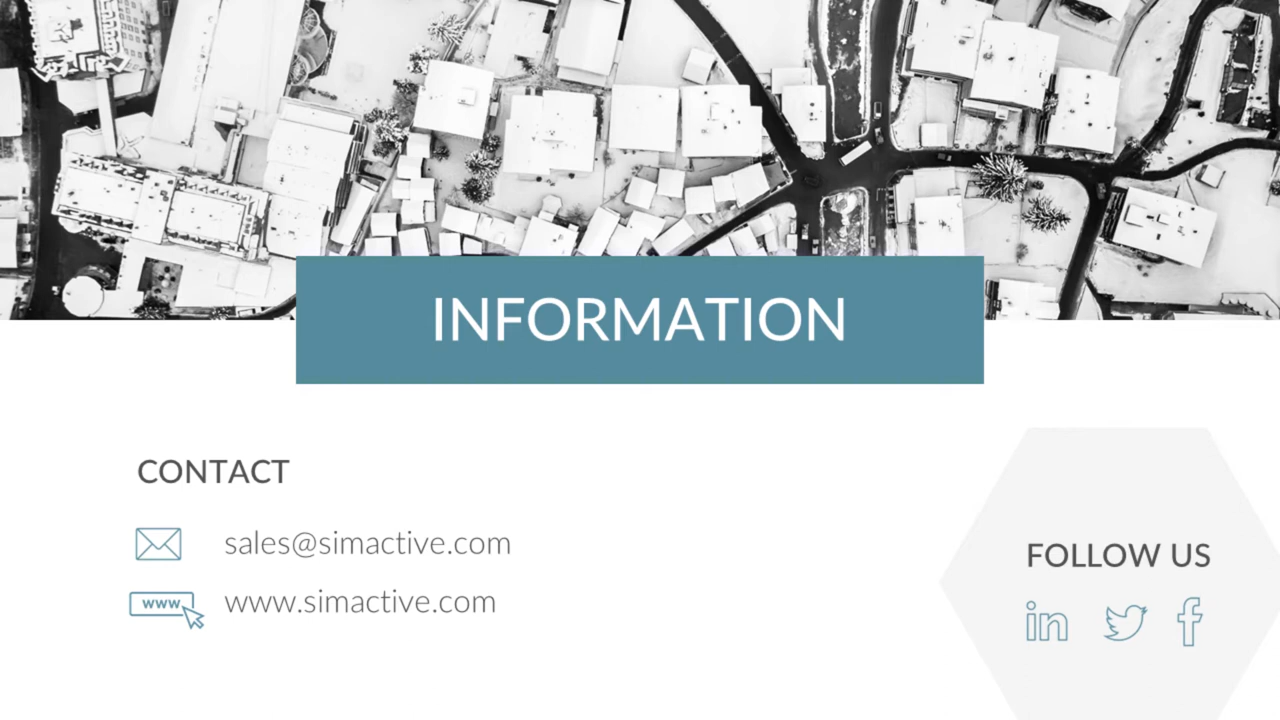 INFORMATION
CONTACT
sales@simactive.com
www
www.simactive.com
FOLLOW US
in
f